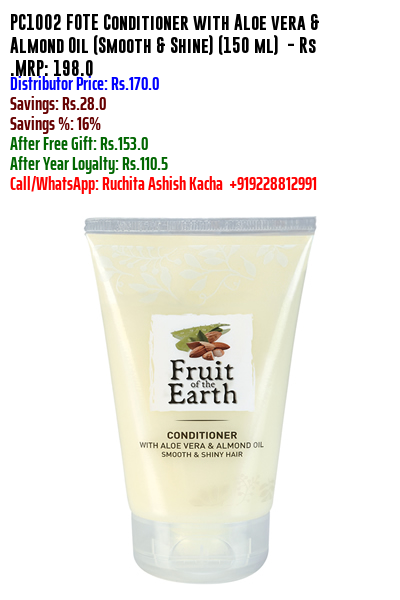 PC1002 FOTE Conditioner with Aloe vera &
Almond Oil (Smooth & Shine) (150 ml) - Rs
.MRP: 198.0
Distributor Price: Rs.170.0
Savings: Rs.28.0
Savings %: 16%
After Free Gift: Rs.153.0
After Year Loyalty: Rs.110.5
Call/WhatsApp: Ruchita Ashish Kacha +919228812991
Fruit
of the
Earth
CONDITIONER
WITH ALOE VERA & ALMOND OIL
SMOOTH & SHINY HAIR